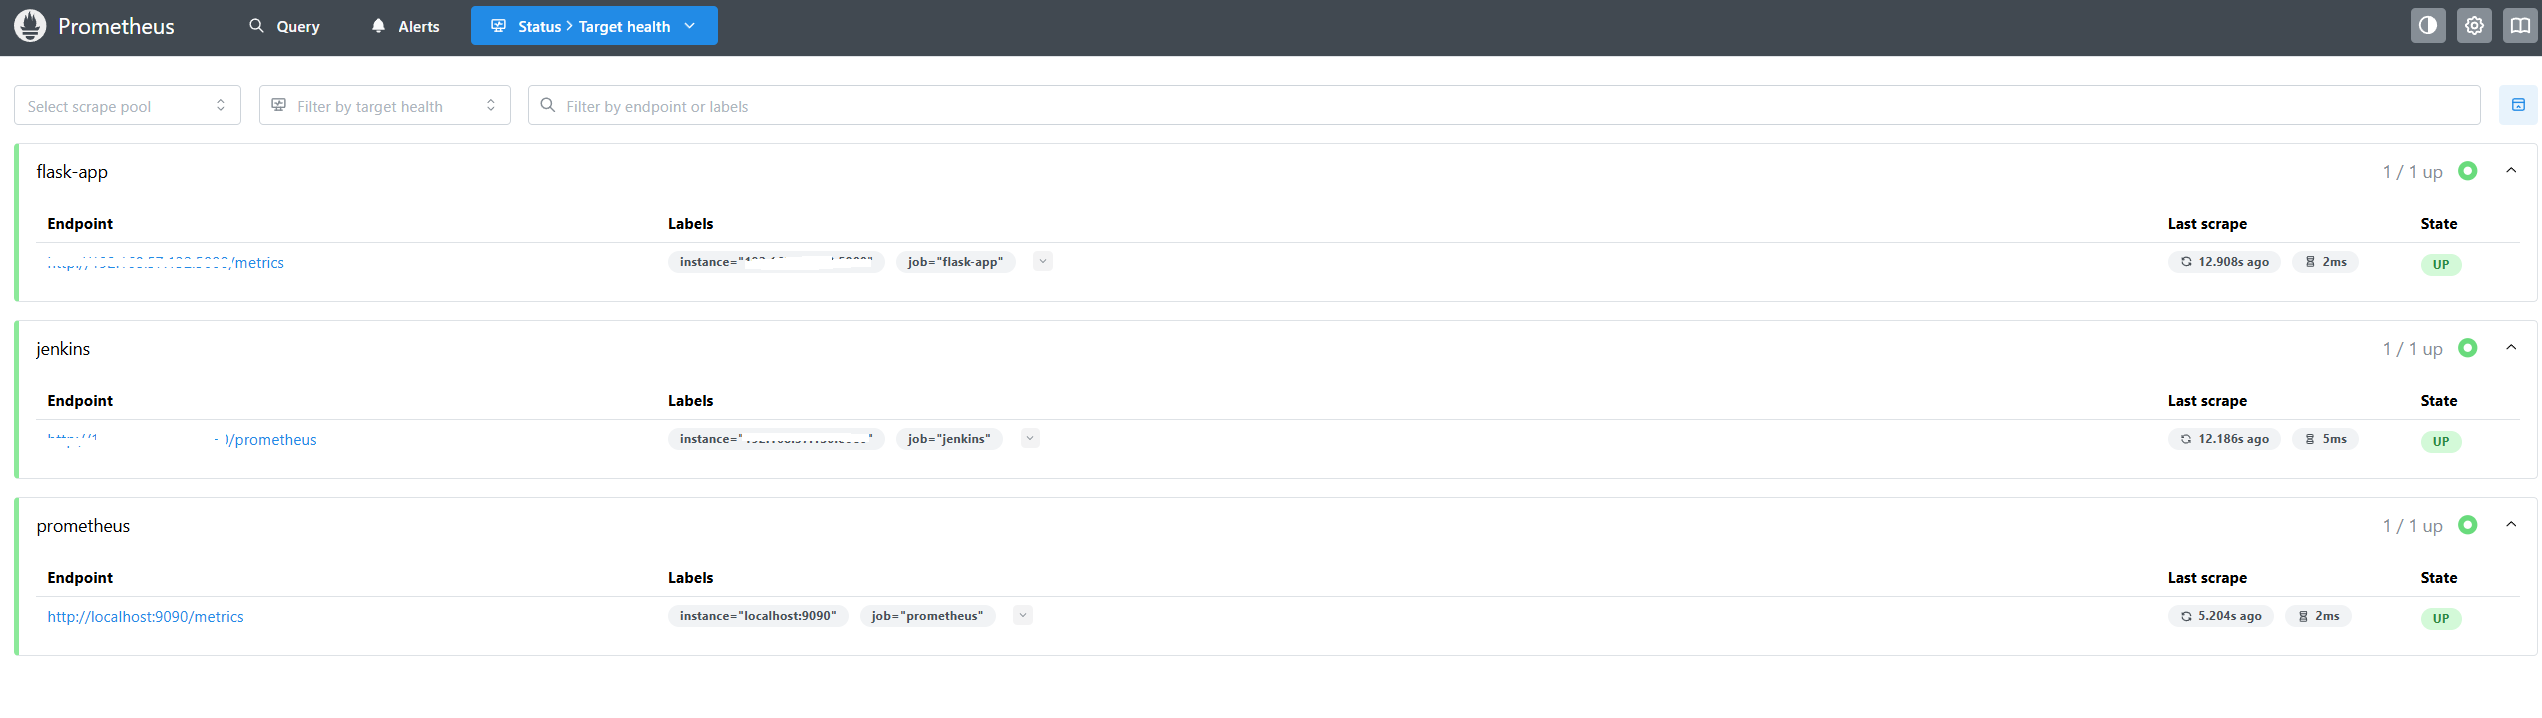 Prometheus Query Alerts Status > Target health
Select scrape pool Filter by target health Filter by endpoint or labels
flask-app 1 / 1 up
Endpoint Labels Last scrape State
/metrics instance=" job="flask-app" 12.908s ago 2ms UP
jenkins 1 / 1 up
Endpoint Labels Last scrape State
/prometheus instance=" job="jenkins" 12.186s ago 5ms UP
prometheus 1 / 1 up
Endpoint Labels Last scrape State
http://localhost:9090/metrics instance="localhost:9090" job="prometheus" 5.204s ago 2ms UP